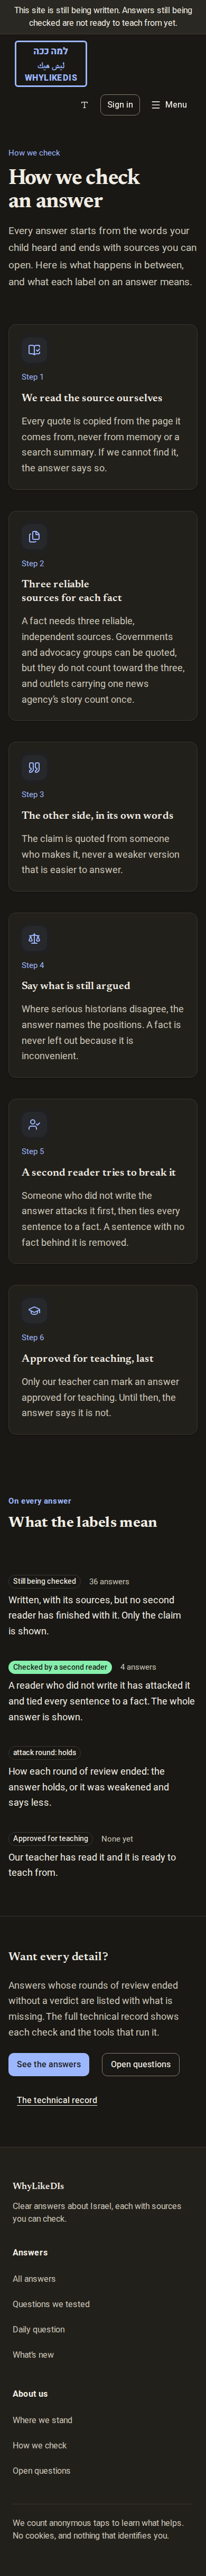 This site is still being written. Answers still being
checked are not ready to teach from yet.
למה ככה
ليش هيك
WHYLIKEDIS
Sign in
Menu
How we check
How we check
an answer
Every answer starts from the words your
child heard and ends with sources you can
open. Here is what happens in between,
and what each label on an answer means.
Step 1
We read the source ourselves
Every quote is copied from the page it
comes from, never from memory or a
search summary. If we cannot find it,
the answer says so.
Step 2
Three reliable
sources for each fact
A fact needs three reliable,
independent sources. Governments
and advocacy groups can be quoted,
but they do not count toward the three,
and outlets carrying one news
agency's story count once.
Step 3
The other side, in its own words
The claim is quoted from someone
who makes it, never a weaker version
that is easier to answer.
Step 4
Say what is still argued
Where serious historians disagree, the
answer names the positions. A fact is
never left out because it is
inconvenient.
Step 5
A second reader tries to break it
Someone who did not write the
answer attacks it first, then ties every
sentence to a fact. A sentence with no
fact behind it is removed.
Step 6
Approved for teaching, last
Only our teacher can mark an answer
approved for teaching. Until then, the
answer says it is not.
On every answer
What the labels mean
Still being checked 36 answers
Written, with its sources, but no second
reader has finished with it. Only the claim
is shown.
Checked by a second reader 4 answers
A reader who did not write it has attacked it
and tied every sentence to a fact. The whole
answer is shown.
attack round: holds
How each round of review ended: the
answer holds, or it was weakened and
says less.
Approved for teaching None yet
Our teacher has read it and it is ready to
teach from.
Want every detail?
Answers whose rounds of review ended
without a verdict are listed with what is
missing. The full technical record shows
each check and the tools that run it.
See the answers
Open questions
The technical record
WhyLikeDIs
Clear answers about Israel, each with sources
you can check.
Answers
All answers
Questions we tested
Daily question
What's new
About us
Where we stand
How we check
Open questions
We count anonymous taps to learn what helps.
No cookies, and nothing that identifies you.